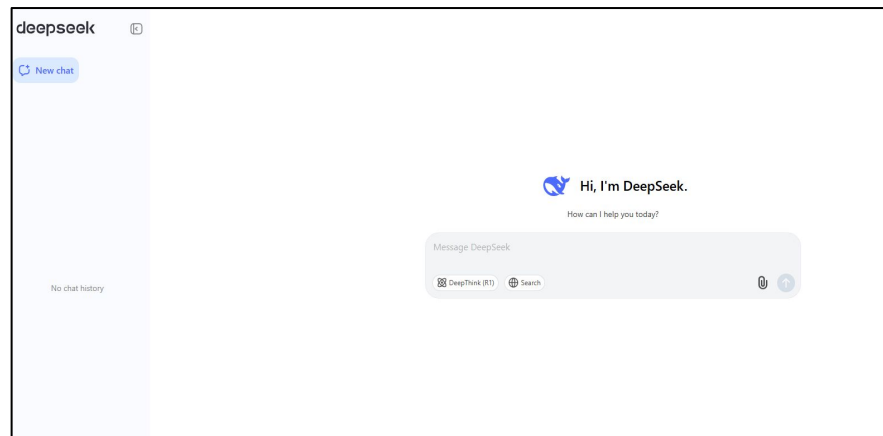 deepseek
New chat
No chat history
Hi, I'm DeepSeek.
How can I help you today?
Message DeepSeek
DeepThink (R1) Search